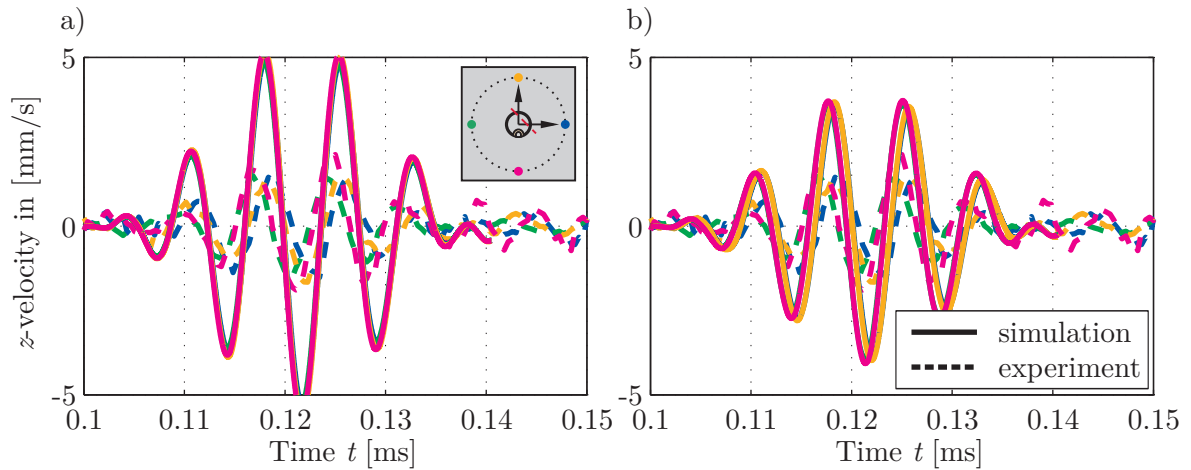 a)
b)
z-velocity in [mm/s]
5
0
-5
0.1
0.11
0.12
0.13
0.14
0.15
Time t [ms]
5
0
-5
0.1
0.11
0.12
0.13
0.14
0.15
Time t [ms]
simulation
experiment